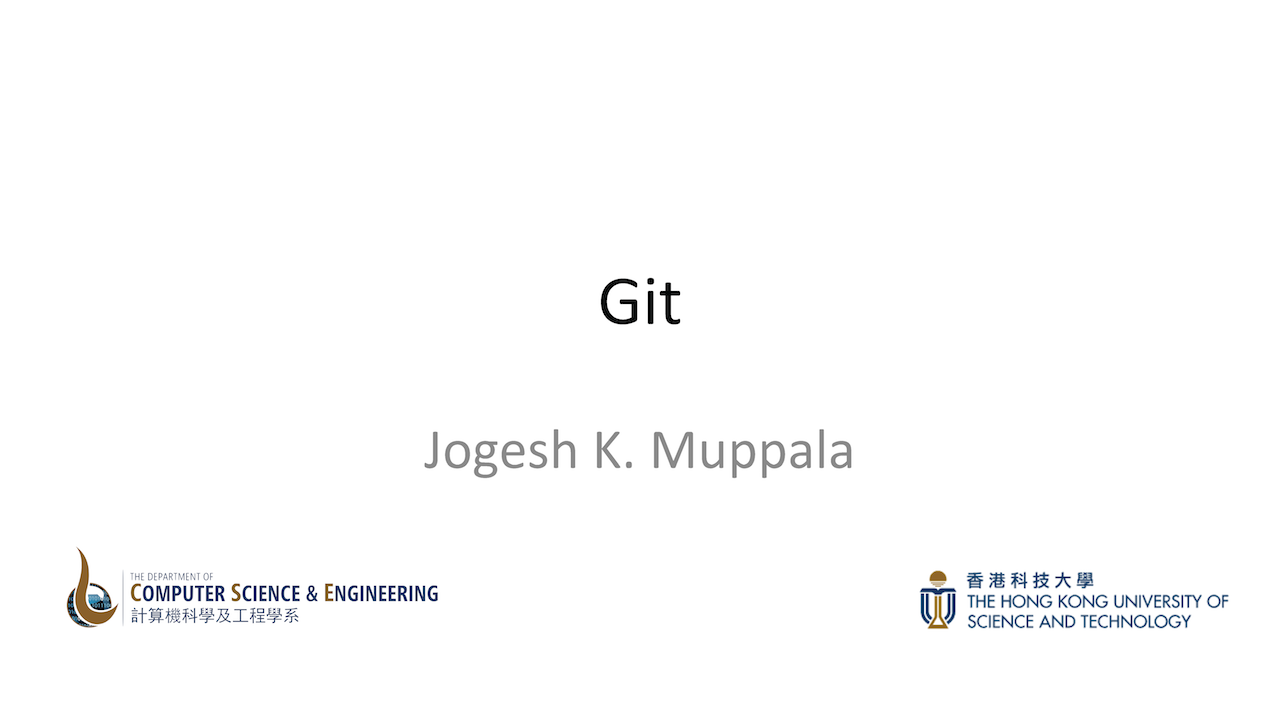 Git
Jogesh K. Muppala
THE DEPARTMENT OF
COMPUTER SCIENCE & ENGINEERING
計算機科學及工程學系
香港科技大學
THE HONG KONG UNIVERSITY OF
SCIENCE AND TECHNOLOGY